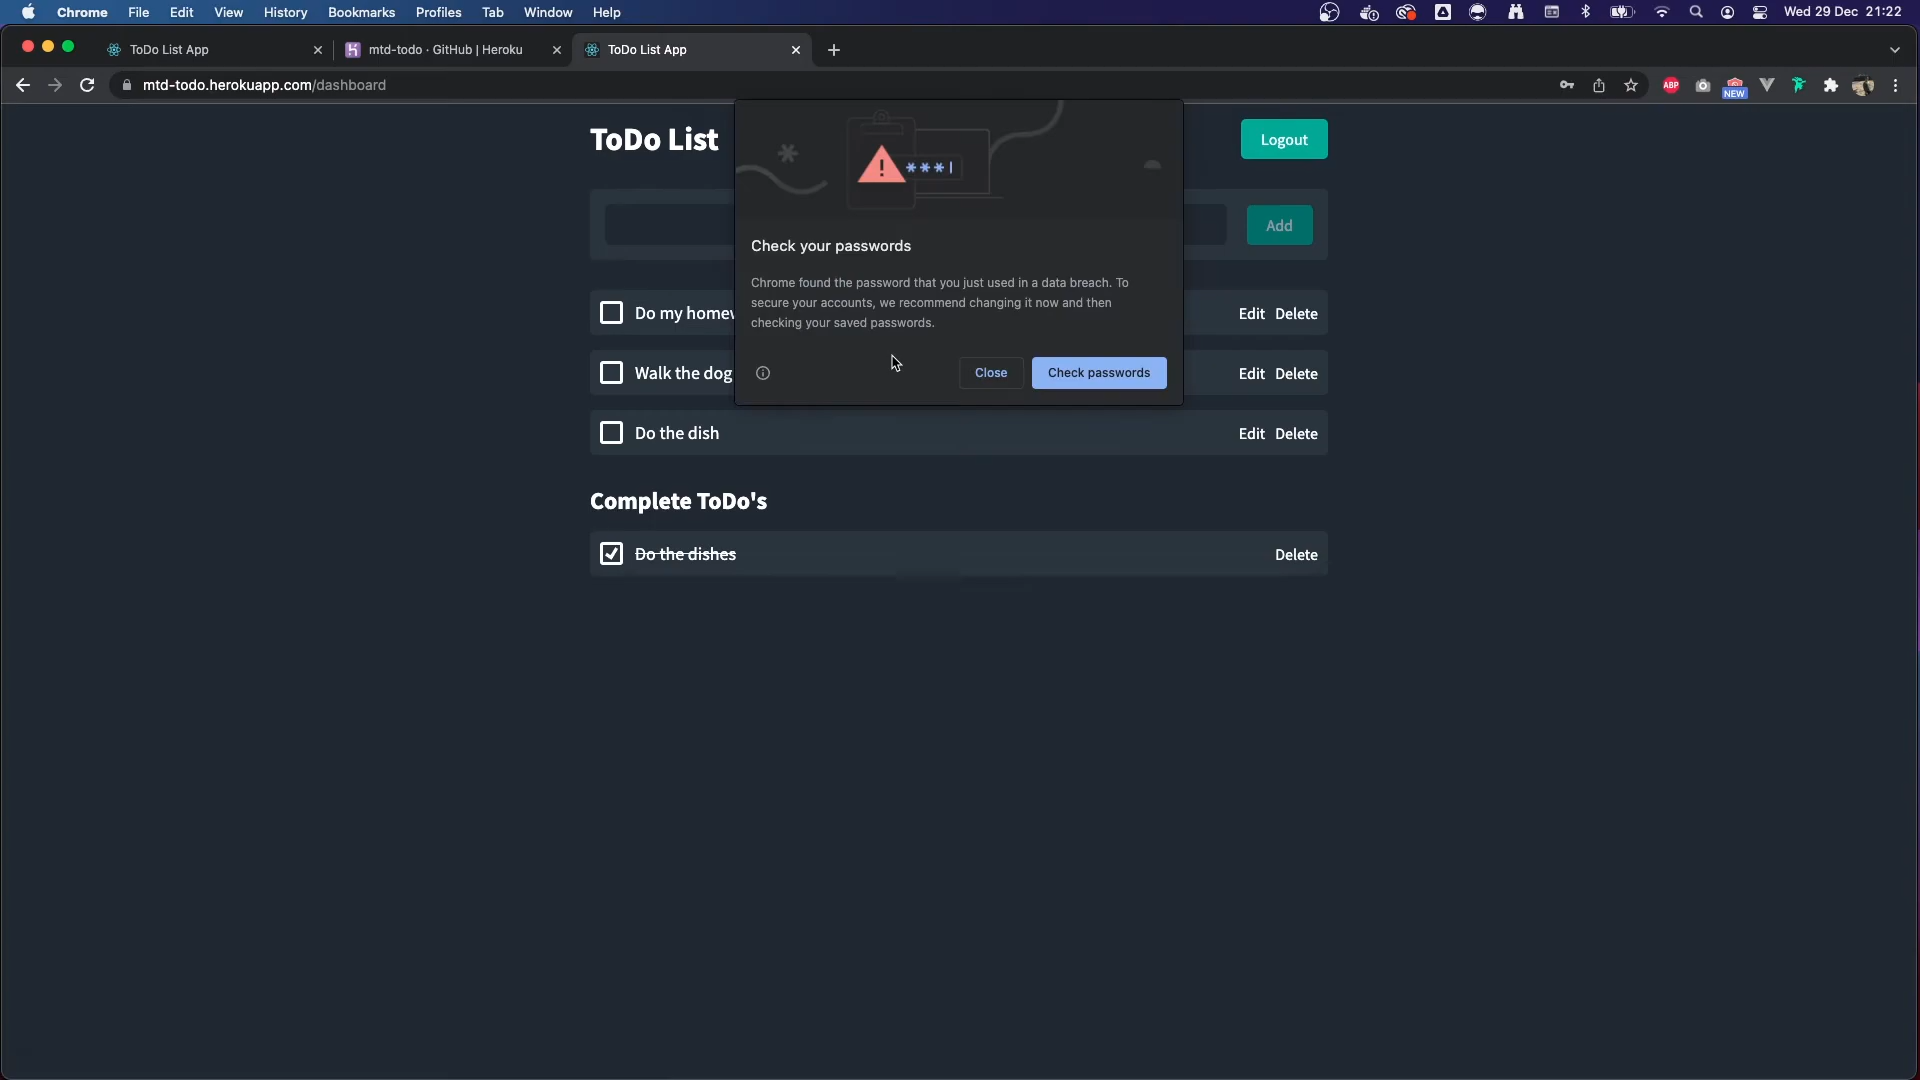 Chrome File Edit View History Bookmarks Profiles Tab Window Help Wed 29 Dec 21:22
ToDo List App mtd-todo · GitHub | Heroku ToDo List App
mtd-todo.herokuapp.com/dashboard ABP NEW
ToDo List Logout
***|
Add
Check your passwords
Chrome found the password that you just used in a data breach. To
secure your accounts, we recommend changing it now and then
checking your saved passwords.
Close Check passwords
Do my Edit Delete
Walk the dog Edit Delete
Do the dish Edit Delete
Complete ToDo's
Do the dishes Delete